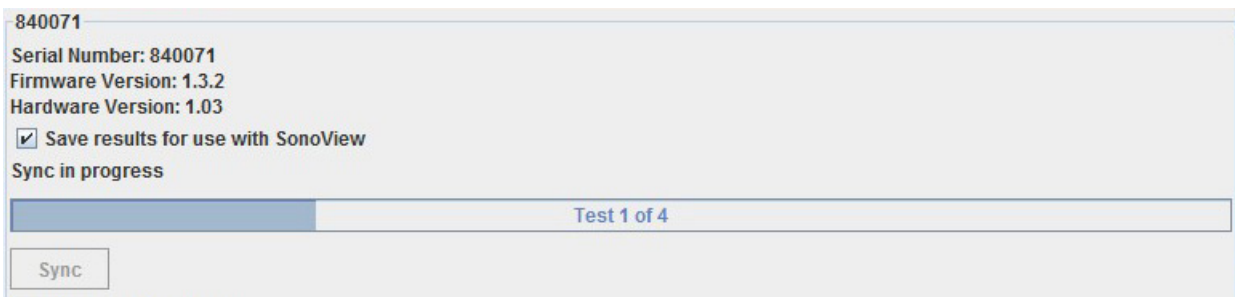 840071
Serial Number: 840071
Firmware Version: 1.3.2
Hardware Version: 1.03
Save results for use with SonoView
Sync in progress
Test 1 of 4
Sync